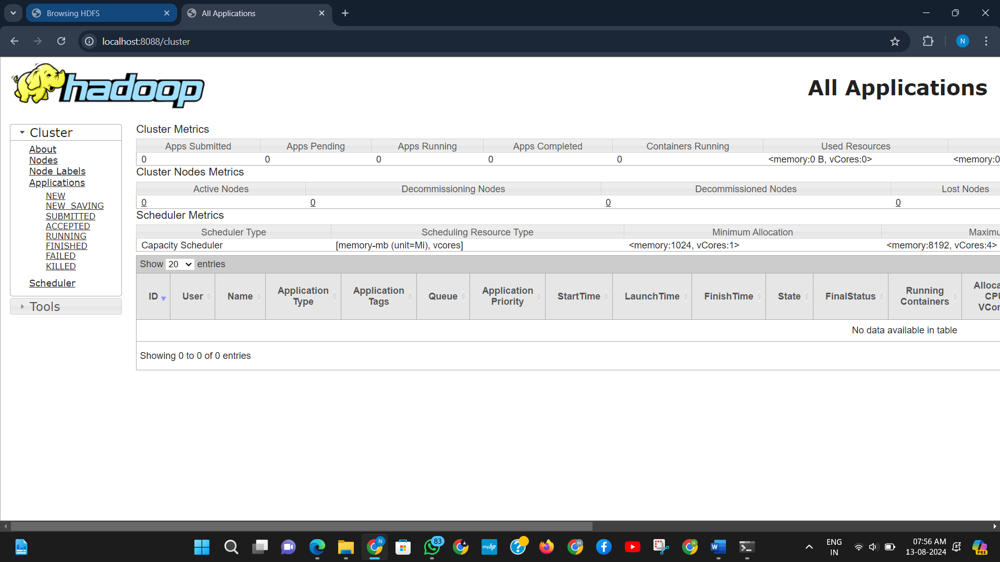 Browsing HDFS
All Applications
localhost:8088/cluster
N
hadoop
All Applications
Cluster
About
Nodes
Node Labels
Applications
NEW
NEW_SAVING
SUBMITTED
ACCEPTED
RUNNING
FINISHED
FAILED
KILLED
Scheduler
Tools
Cluster Metrics
Apps Submitted Apps Pending Apps Running Apps Completed Containers Running Used Resources
0 0 0 0 0 <memory:0 B, vCores:0> <memory:0
Cluster Nodes Metrics
Active Nodes Decommissioning Nodes Decommissioned Nodes Lost Nodes
0 0 0 0
Scheduler Metrics
Scheduler Type Scheduling Resource Type Minimum Allocation Maximu
Capacity Scheduler [memory-mb (unit=Mi), vcores] <memory:1024, vCores:1> <memory:8192, vCores:4>
Show 20 entries
ID User Name Application Type Application Tags Queue Application Priority StartTime LaunchTime FinishTime State FinalStatus Running Containers Alloca CPU VCor
No data available in table
Showing 0 to 0 of 0 entries
N
83
myhp
M
N
W
ENG
IN
07:56 AM
13-08-2024
PRE